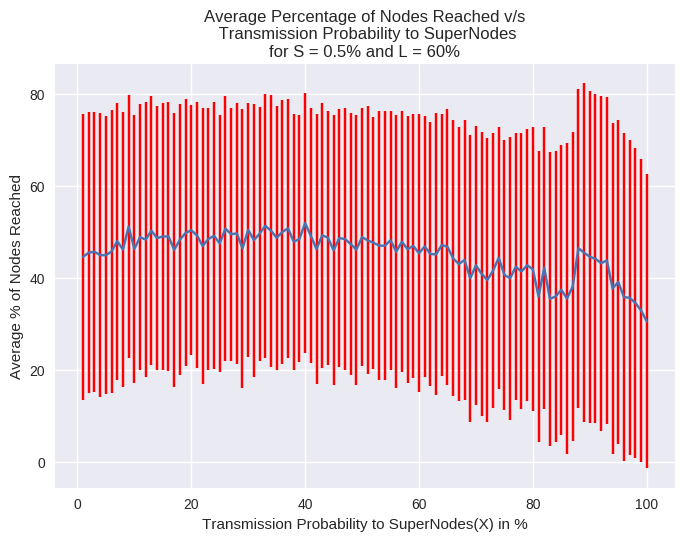 Average Percentage of Nodes Reached v/s
Transmission Probability to SuperNodes
for S = 0.5% and L = 60%
Average % of Nodes Reached
80
60
40
20
0
0 20 40 60 80 100
Transmission Probability to SuperNodes(X) in %